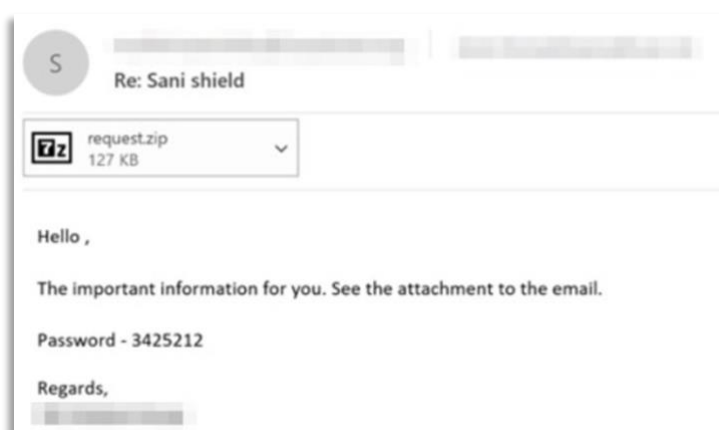 S
Re: Sani shield
7z
request.zip
127 KB
Hello ,
The important information for you. See the attachment to the email.
Password - 3425212
Regards,